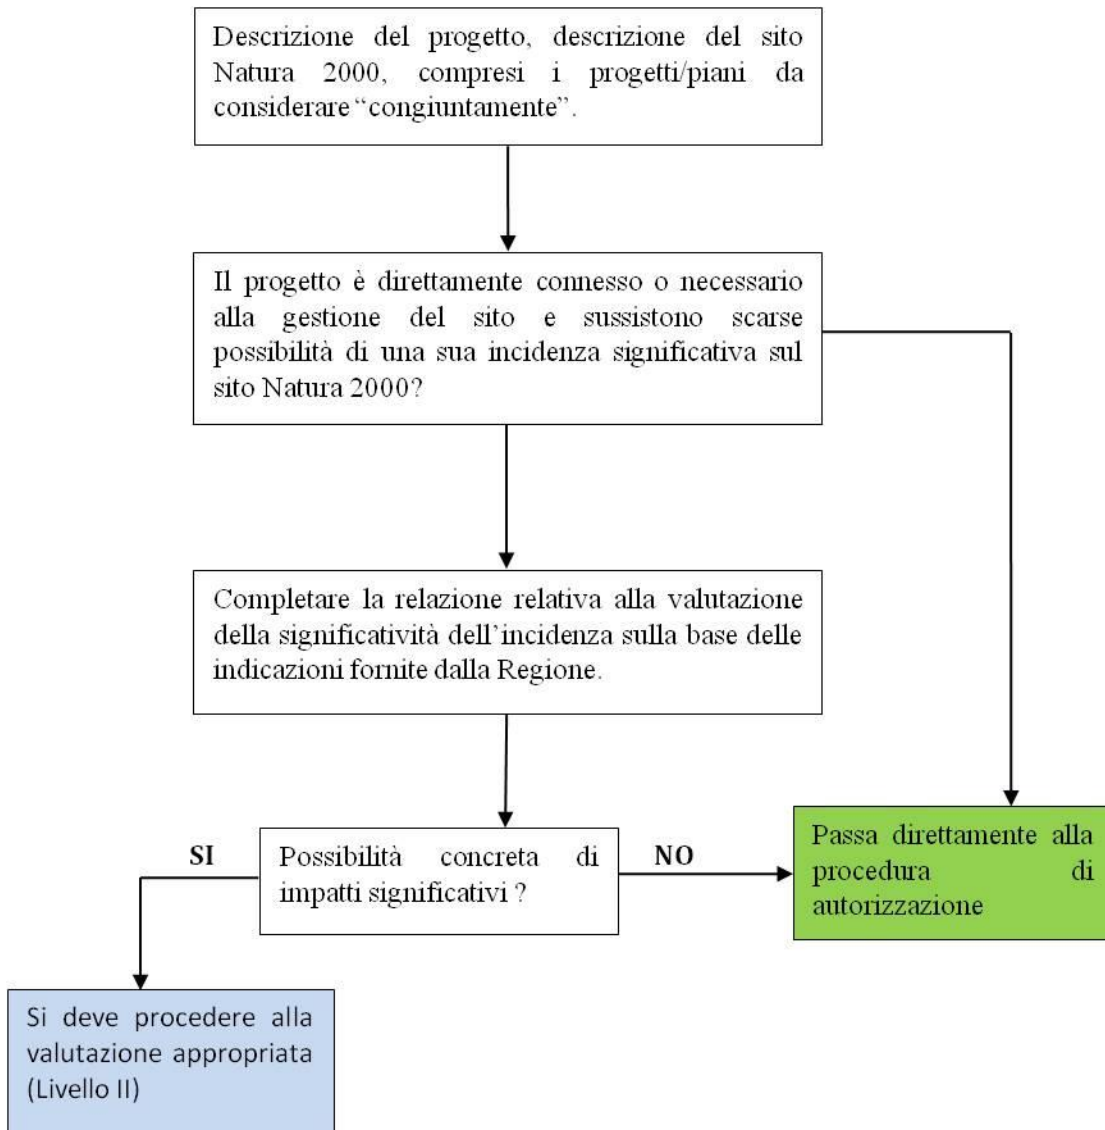 Descrizione del progetto, descrizione del sito
Natura 2000, compresi i progetti/piani da
considerare “congiuntamente”.
Il progetto è direttamente connesso o necessario
alla gestione del sito e sussistono scarse
possibilità di una sua incidenza significativa sul
sito Natura 2000?
Completare la relazione relativa alla valutazione
della significatività dell’incidenza sulla base delle
indicazioni fornite dalla Regione.
SI
Possibilità concreta di
impatti significativi ?
NO
Passa direttamente alla
procedura di
autorizzazione
Si deve procedere alla
valutazione appropriata
(Livello II)